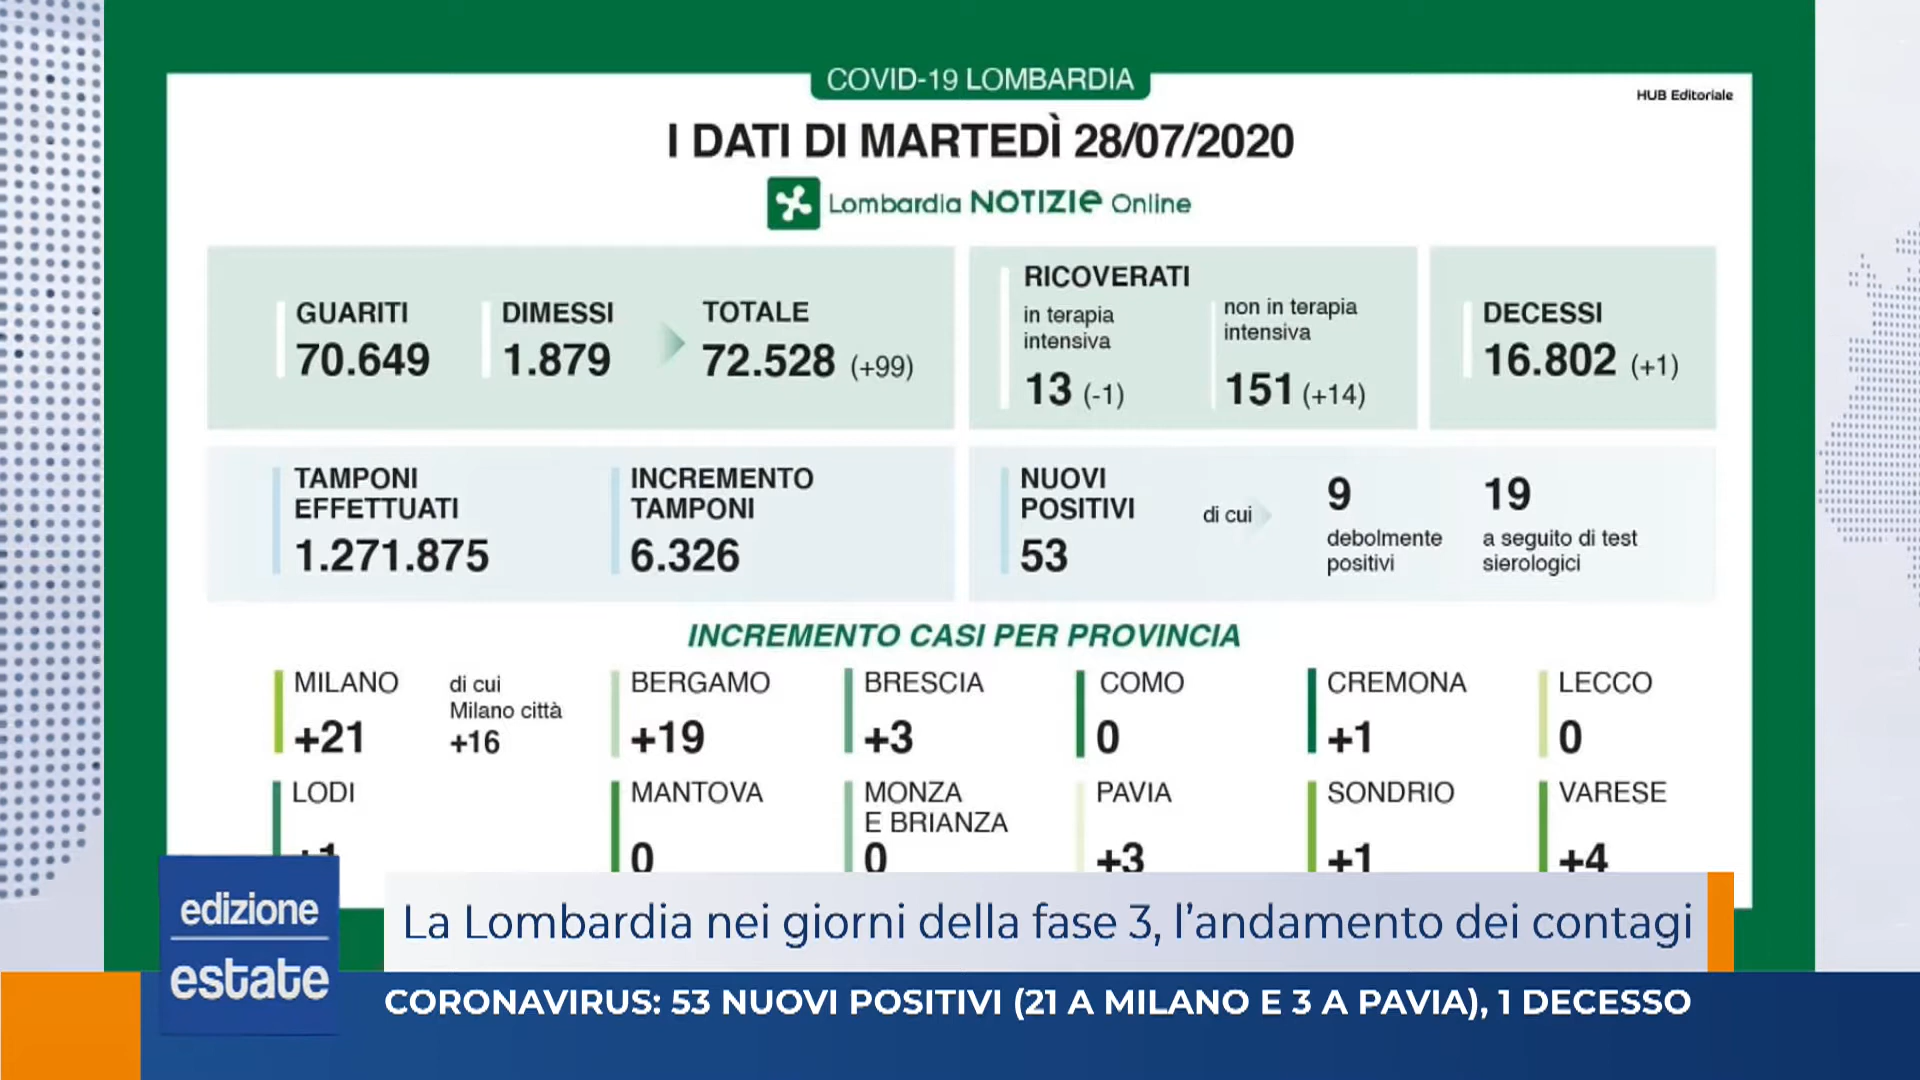 COVID-19 LOMBARDIA
HUB Editoriale
I DATI DI MARTEDÌ 28/07/2020
Lombardia NOTIZIE Online
GUARITI
70.649
DIMESSI
1.879
TOTALE
72.528 (+99)
RICOVERATI
in terapia
intensiva
13 (-1)
non in terapia
intensiva
151 (+14)
DECESSI
16.802 (+1)
TAMPONI
EFFETTUATI
1.271.875
INCREMENTO
TAMPONI
6.326
NUOVI
POSITIVI
53
di cui
9
debolmente
positivi
19
a seguito di test
sierologici
INCREMENTO CASI PER PROVINCIA
MILANO
+21
di cui
Milano città
+16
BERGAMO
+19
BRESCIA
+3
COMO
0
CREMONA
+1
LECCO
0
LODI
+1
MANTOVA
0
MONZA
E BRIANZA
0
PAVIA
+3
SONDRIO
+1
VARESE
+4
edizione
estate
La Lombardia nei giorni della fase 3, l'andamento dei contagi
CORONAVIRUS: 53 NUOVI POSITIVI (21 A MILANO E 3 A PAVIA), 1 DECESSO